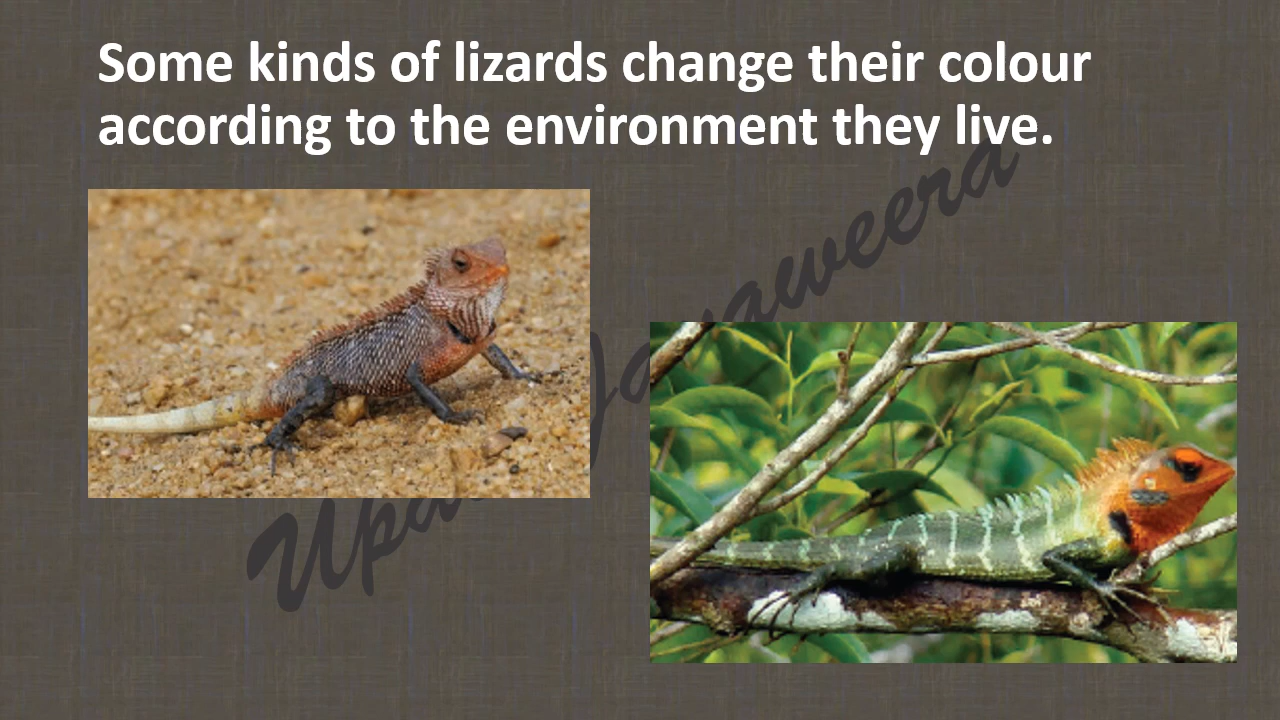 Some kinds of lizards change their colour
according to the environment they live.